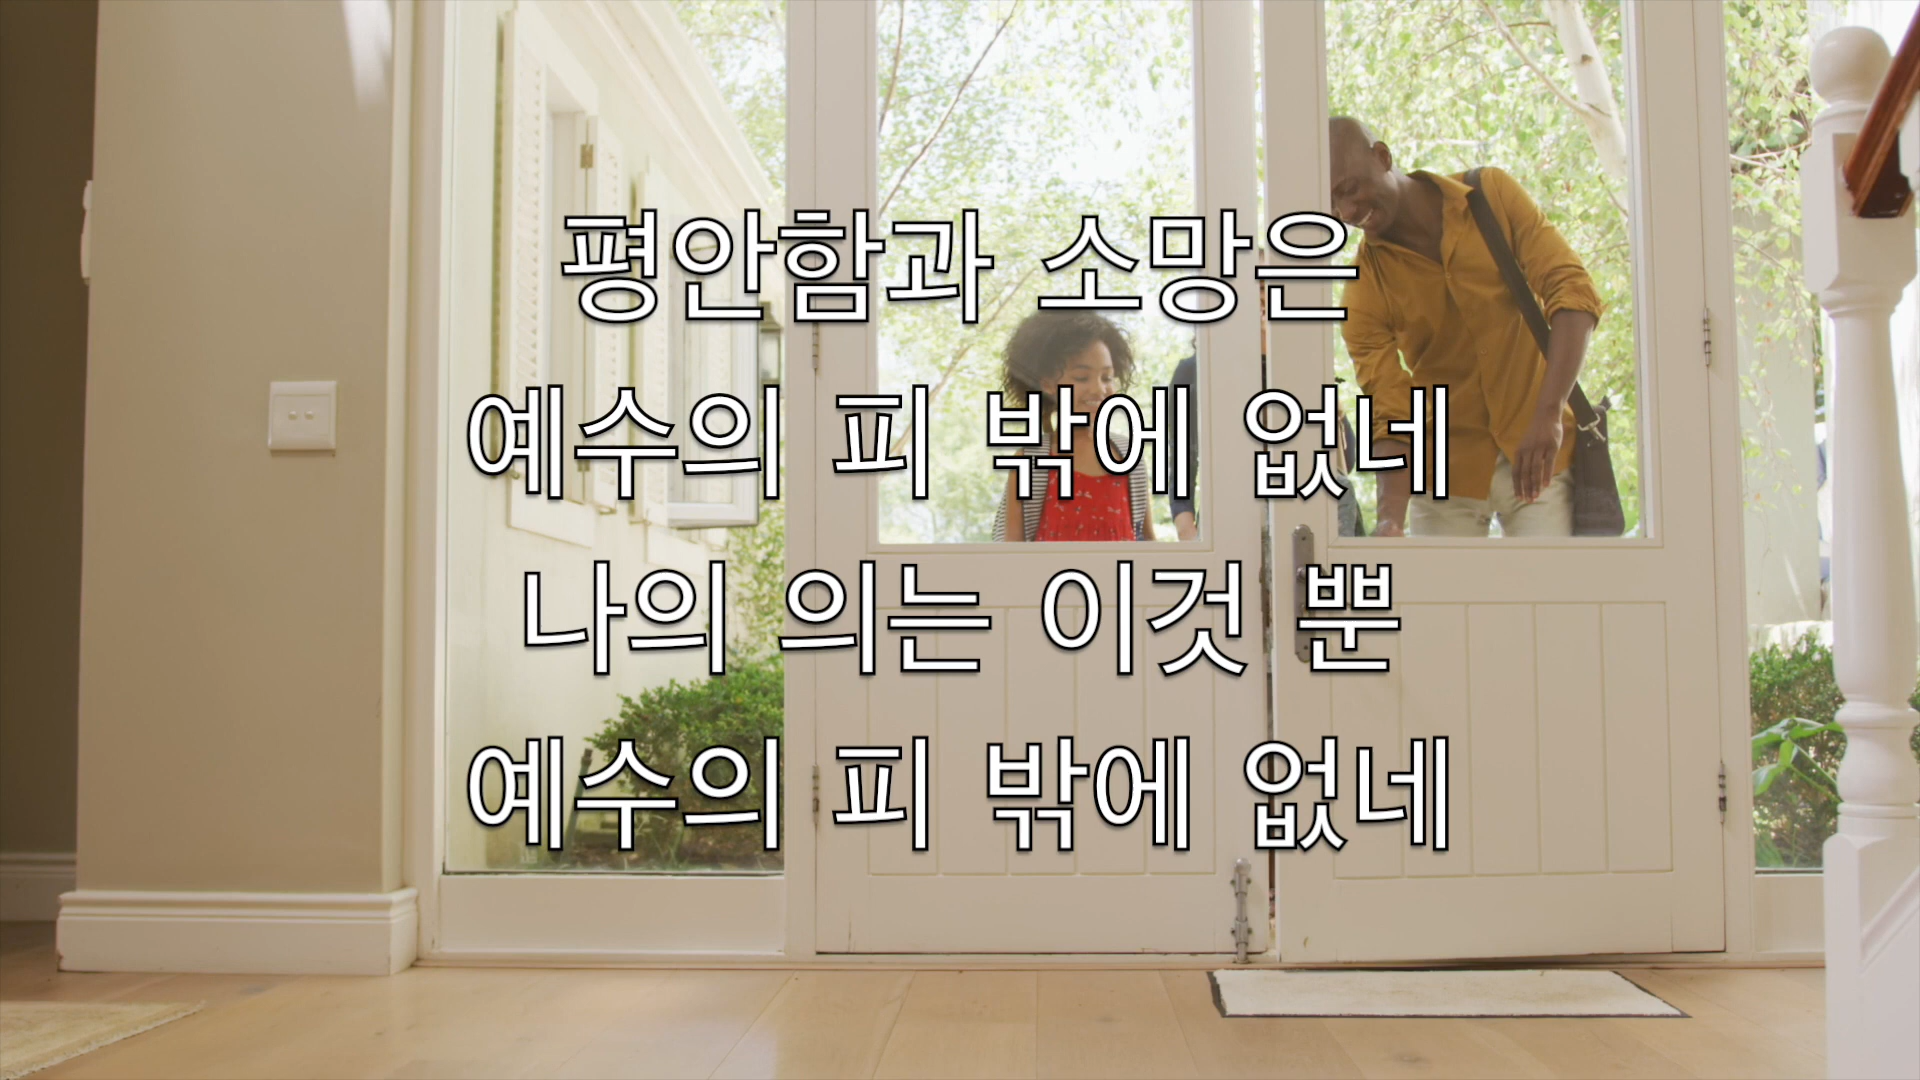 평안함과 소망은
예수의 피 밖에 없네
나의 의는 이것 뿐
예수의 피 밖에 없네